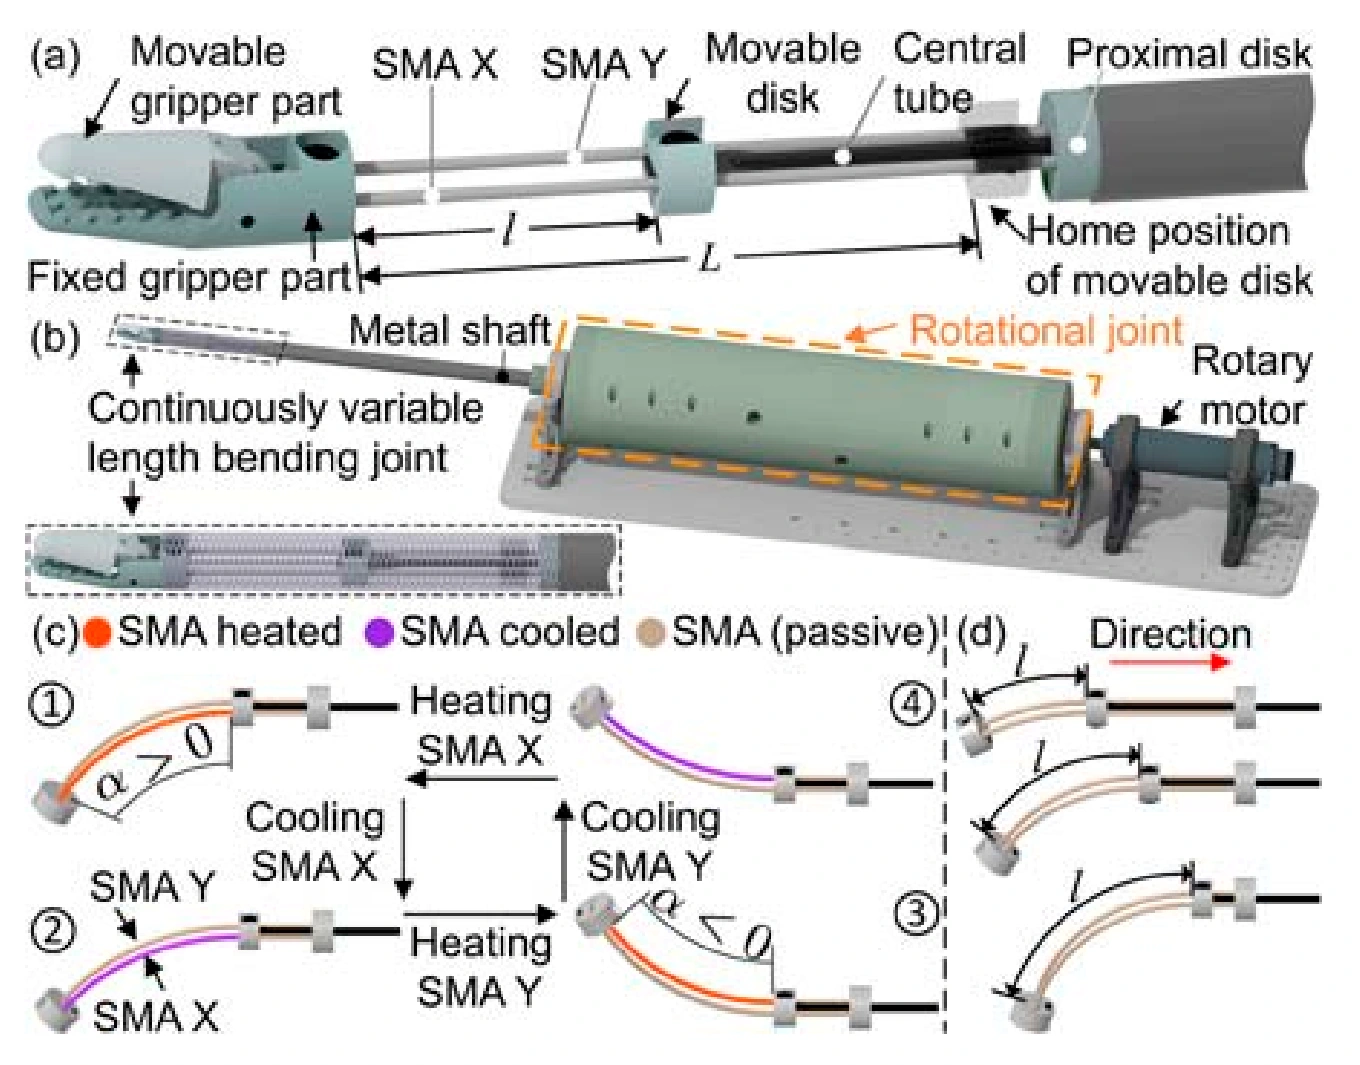 (a) Movable
gripper part
SMA X SMA Y
Movable
disk
Central
tube
Proximal disk
l
L
Fixed gripper part
Home position
of movable disk
(b)
Metal shaft
Rotational joint
Rotary
motor
Continuously variable
length bending joint
(c) SMA heated SMA cooled SMA (passive)
①
α > 0
Heating
SMA X
Cooling
SMA X
Cooling
SMA Y
②
SMA Y
SMA X
Heating
SMA Y
α < 0
③
④
(d)
Direction
l
l
l